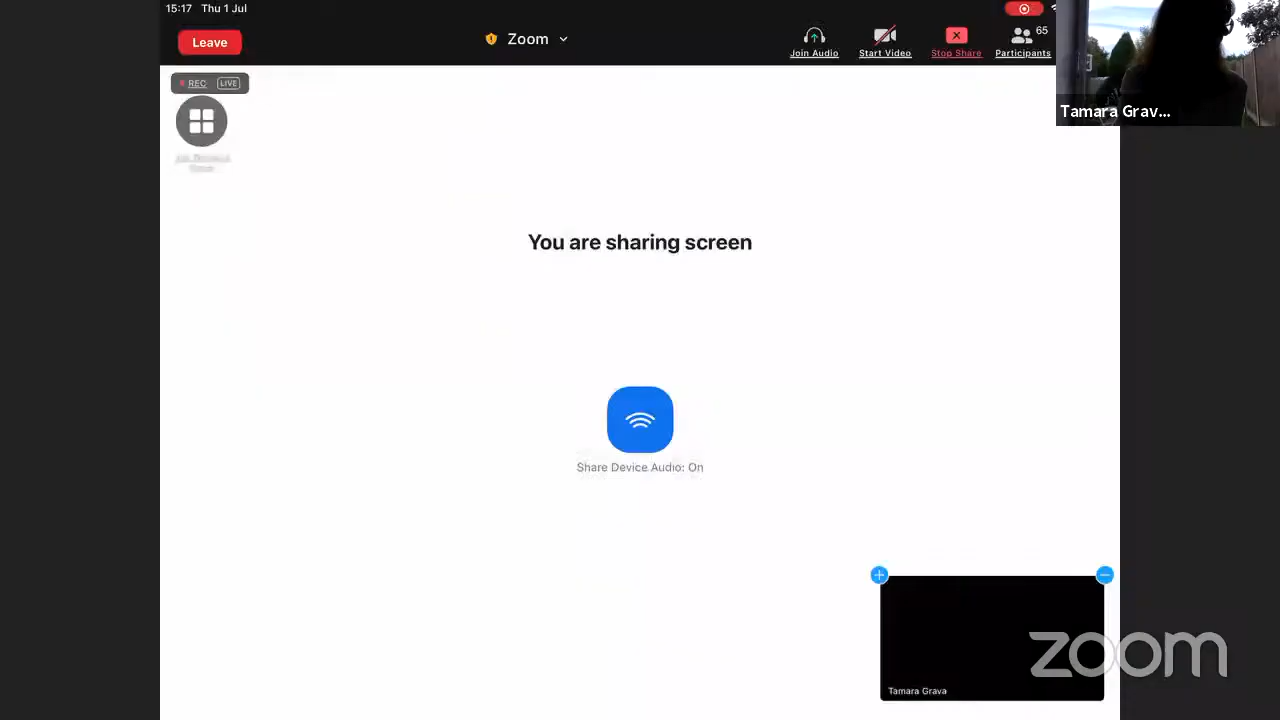 15:17 Thu 1 Jul
Leave
Zoom
Join Audio
Start Video
Stop Share
65
Participants
Tamara Grav...
REC LIVE
You are sharing screen
Share Device Audio: On
Tamara Grava
zoom